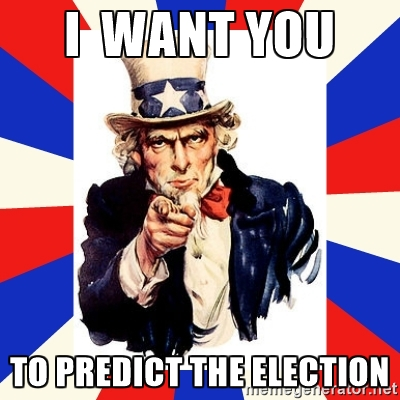 I WANT YOU
TO PREDICT THE ELECTION
memegenerator.net